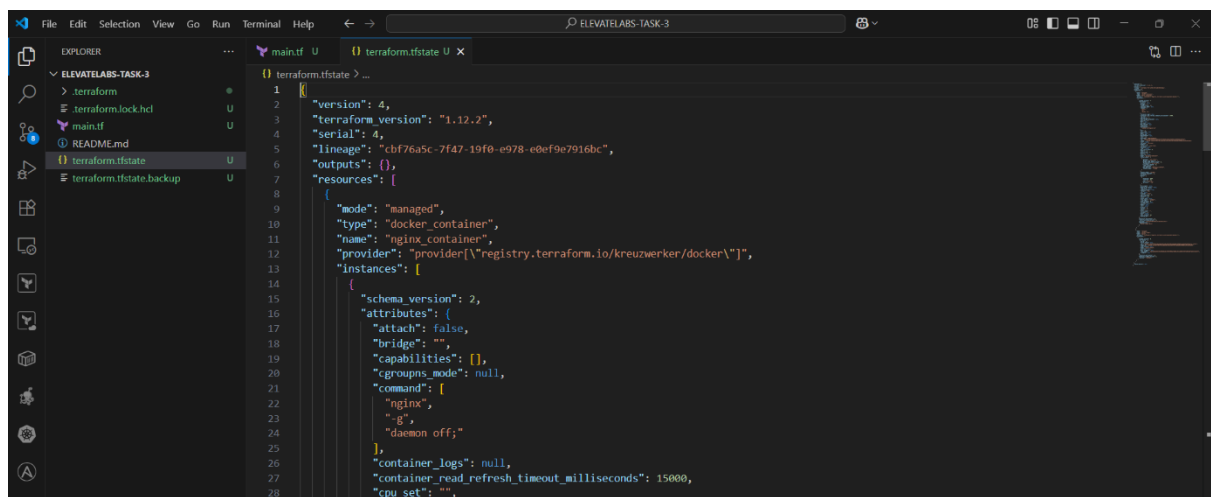 File Edit Selection View Go Run Terminal Help ELEVATELABS-TASK-3
EXPLORER
ELEVATELABS-TASK-3
.terraform
.terraform.lock.hcl U
main.tf U
README.md
terraform.tfstate U
terraform.tfstate.backup U
8
main.tf U {} terraform.tfstate U
{} terraform.tfstate > ...
1 {
2 "version": 4,
3 "terraform_version": "1.12.2",
4 "serial": 4,
5 "lineage": "cbf76a5c-7f47-19f0-e978-e0ef9e7916bc",
6 "outputs": {},
7 "resources": [
8 {
9 "mode": "managed",
10 "type": "docker_container",
11 "name": "nginx_container",
12 "provider": "provider[\"registry.terraform.io/kreuzwerker/docker\"]",
13 "instances": [
14 {
15 "schema_version": 2,
16 "attributes": {
17 "attach": false,
18 "bridge": "",
19 "capabilities": [],
20 "cgroupns_mode": null,
21 "command": [
22 "nginx",
23 "-g",
24 "daemon off;"
25 ],
26 "container_logs": null,
27 "container_read_refresh_timeout_milliseconds": 15000,
28 "cpu_set": "",